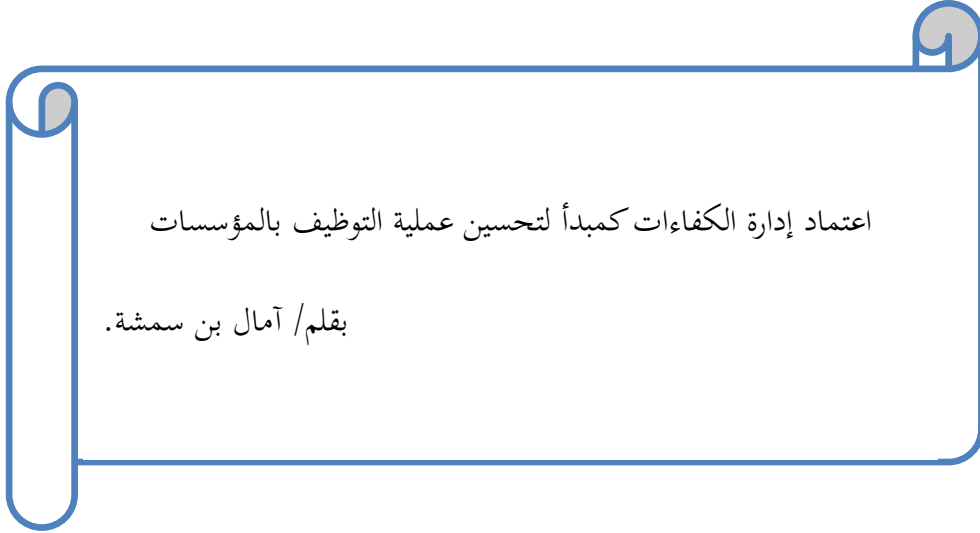 اعتماد إدارة الكفاءات كمبدأ لتحسين عملية التوظيف بالمؤسسات
بقلم/ آمال بن سمشة.